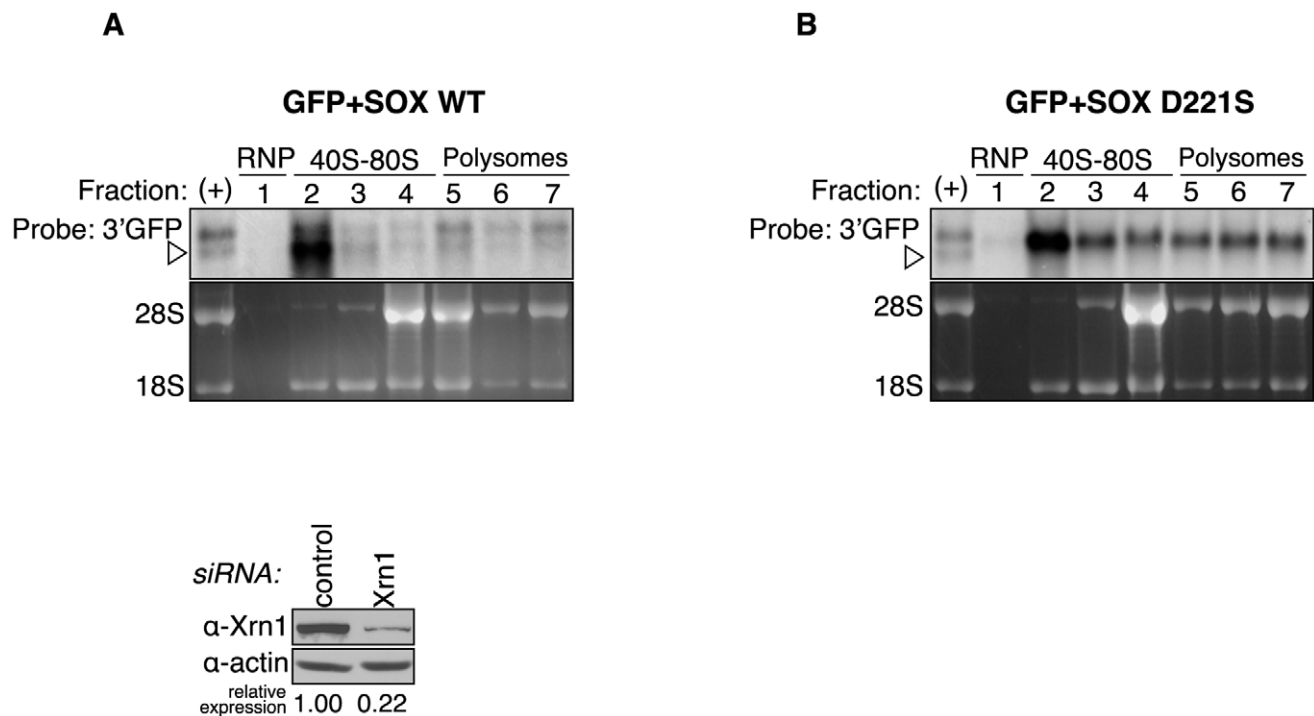 A
GFP+SOX WT
RNP 40S-80S Polysomes
Fraction: (+) 1 2 3 4 5 6 7
Probe: 3'GFP
28S
18S
siRNA: control Xrn1
α-Xrn1
α-actin
relative expression 1.00 0.22
B
GFP+SOX D221S
RNP 40S-80S Polysomes
Fraction: (+) 1 2 3 4 5 6 7
Probe: 3'GFP
28S
18S